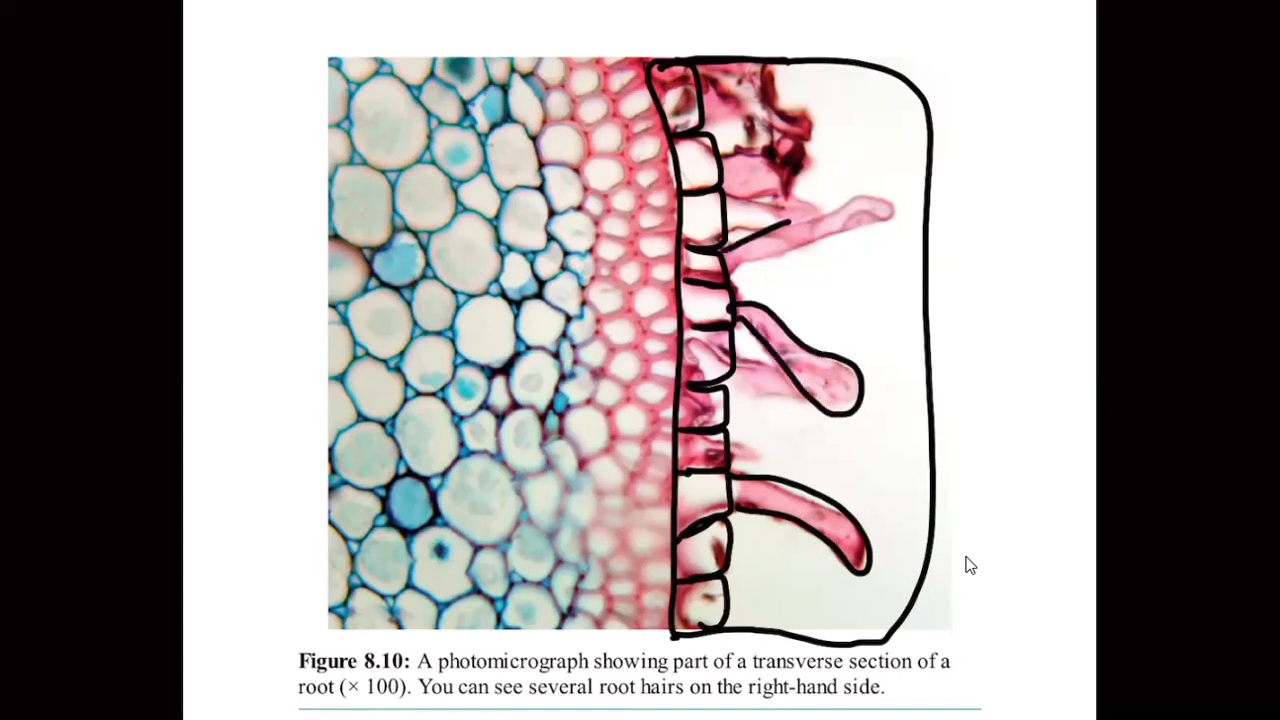 Figure 8.10: A photomicrograph showing part of a transverse section of a
root (× 100). You can see several root hairs on the right-hand side.